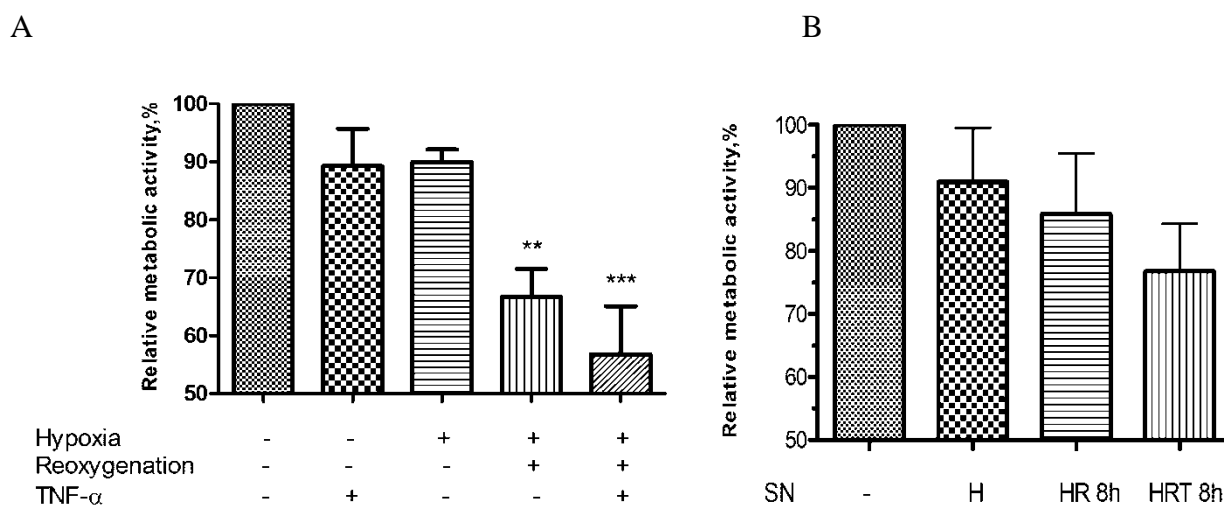 A
B
Relative metabolic activity,%
100
90
80
70
60
50
**
***
Hypoxia - - + + +
Reoxygenation - - - + +
TNF-α - + - - +
Relative metabolic activity,%
100
90
80
70
60
50
SN - H HR 8h HRT 8h